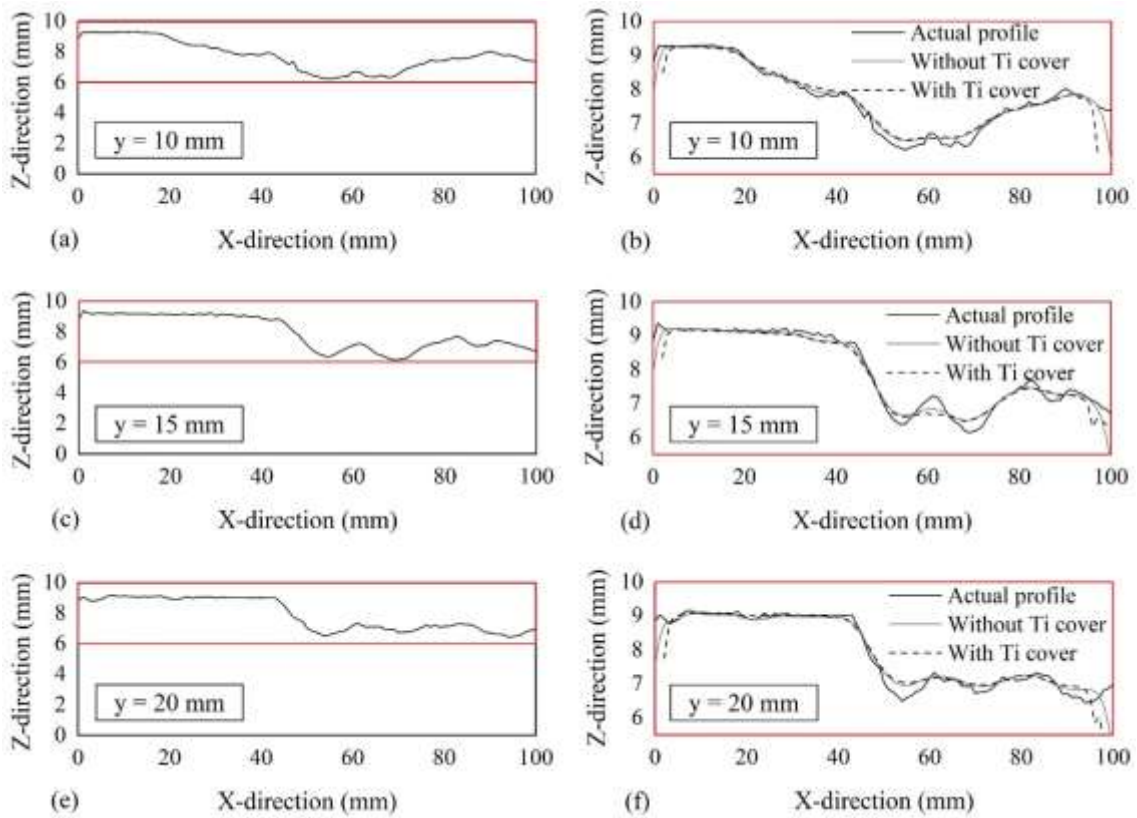 10
8
6
4
2
0
Z-direction (mm)
y = 10 mm
0 20 40 60 80 100
(a) X-direction (mm)
10
9
8
7
6
Z-direction (mm)
Actual profile
Without Ti cover
With Ti cover
y = 10 mm
0 20 40 60 80 100
(b) X-direction (mm)
10
8
6
4
2
0
Z-direction (mm)
y = 15 mm
0 20 40 60 80 100
(c) X-direction (mm)
10
9
8
7
6
Z-direction (mm)
Actual profile
Without Ti cover
With Ti cover
y = 15 mm
0 20 40 60 80 100
(d) X-direction (mm)
10
8
6
4
2
0
Z-direction (mm)
y = 20 mm
0 20 40 60 80 100
(e) X-direction (mm)
10
9
8
7
6
Z-direction (mm)
Actual profile
Without Ti cover
With Ti cover
y = 20 mm
0 20 40 60 80 100
(f) X-direction (mm)